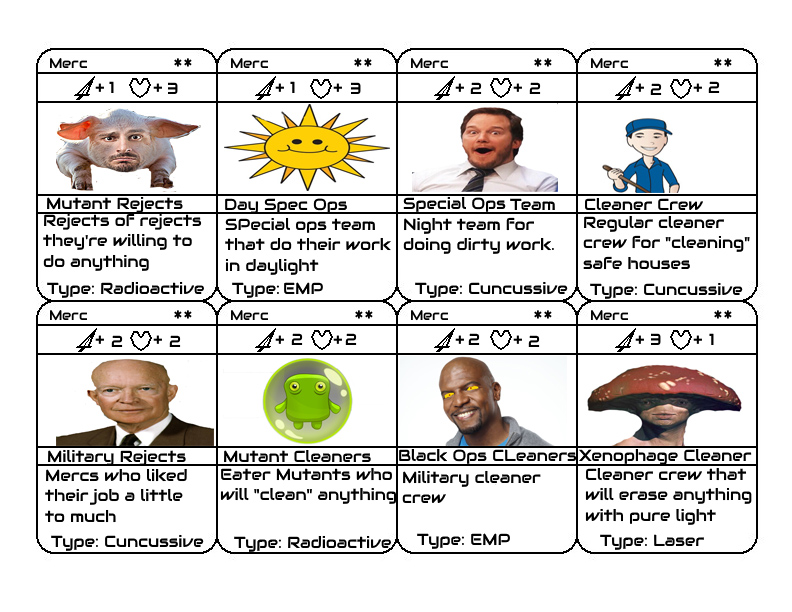 Merc **
+1 +3
Mutant Rejects
Rejects of rejects
they're willing to
do anything
Type: Radioactive
Merc **
+1 +3
Day Spec Ops
SPecial ops team
that do their work
in daylight
Type: EMP
Merc **
+2 +2
Special Ops Team
Night team for
doing dirty work.
Type: Cuncussive
Merc **
+2 +2
Cleaner Crew
Regular cleaner
crew for "cleaning"
safe houses
Type: Cuncussive
Merc **
+2 +2
Military Rejects
Mercs who liked
their job a little
to much
Type: Cuncussive
Merc **
+2 +2
Mutant Cleaners
Eater Mutants who
will "clean" anything
Type: Radioactive
Merc **
+2 +2
Black Ops CLeaners
Military cleaner
crew
Type: EMP
Merc **
+3 +1
Xenophage Cleaner
Cleaner crew that
will erase anything
with pure light
Type: Laser